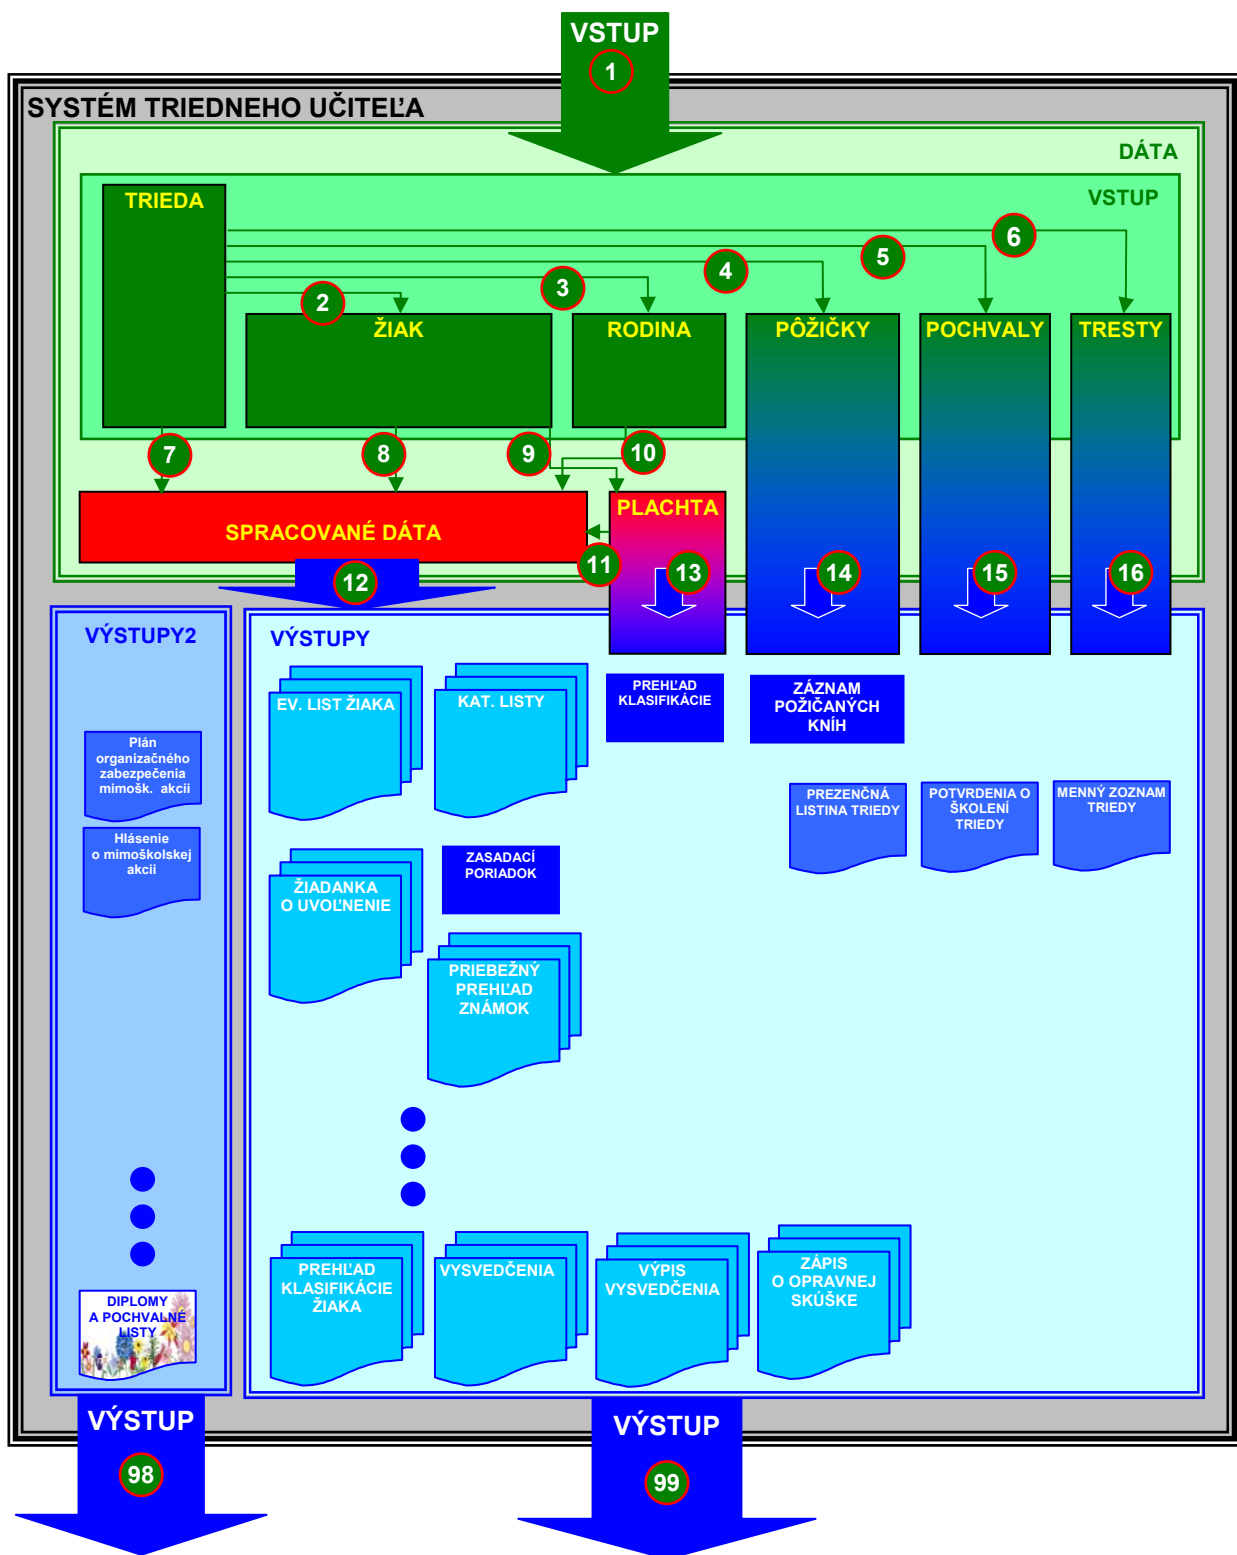 VSTUP
1
SYSTÉM TRIEDNEHO UČITEĽA
DÁTA
VSTUP
TRIEDA
6
5
4
3
2
ŽIAK
RODINA
PÔŽIČKY
POCHVALY
TRESTY
7
8
9
10
PLACHTA
SPRACOVANÉ DÁTA
11
12
13
14
15
16
VÝSTUPY2
VÝSTUPY
EV. LIST ŽIAKA
KAT. LISTY
PREHĽAD
KLASIFIKÁCIE
ZÁZNAM
POŽIČANÝCH
KNÍH
Plán
organizačného
zabezpečenia
mimošk. akcii
PREZENČNÁ
LISTINA TRIEDY
POTVRDENIA O
ŠKOLENÍ
TRIEDY
MENNÝ ZOZNAM
TRIEDY
Hlásenie
o mimoškolskej
akcii
ZASADACÍ
PORIADOK
ŽIADANKA
O UVOĽNENIE
PRIEBEŽNÝ
PREHĽAD
ZNÁMOK
PREHĽAD
KLASIFIKÁCIE
ŽIAKA
VYSVEDČENIA
VÝPIS
VYSVEDČENIA
ZÁPIS
O OPRAVNEJ
SKÚŠKE
DIPLOMY
A POCHVALNÉ
LISTY
VÝSTUP
98
VÝSTUP
99